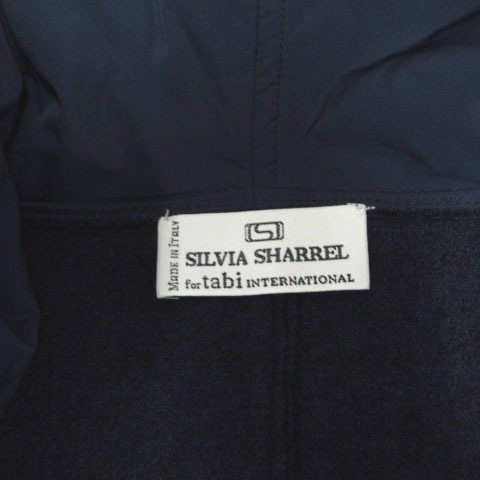 MADE IN ITALY
SILVIA SHARREL
for tabi INTERNATIONAL